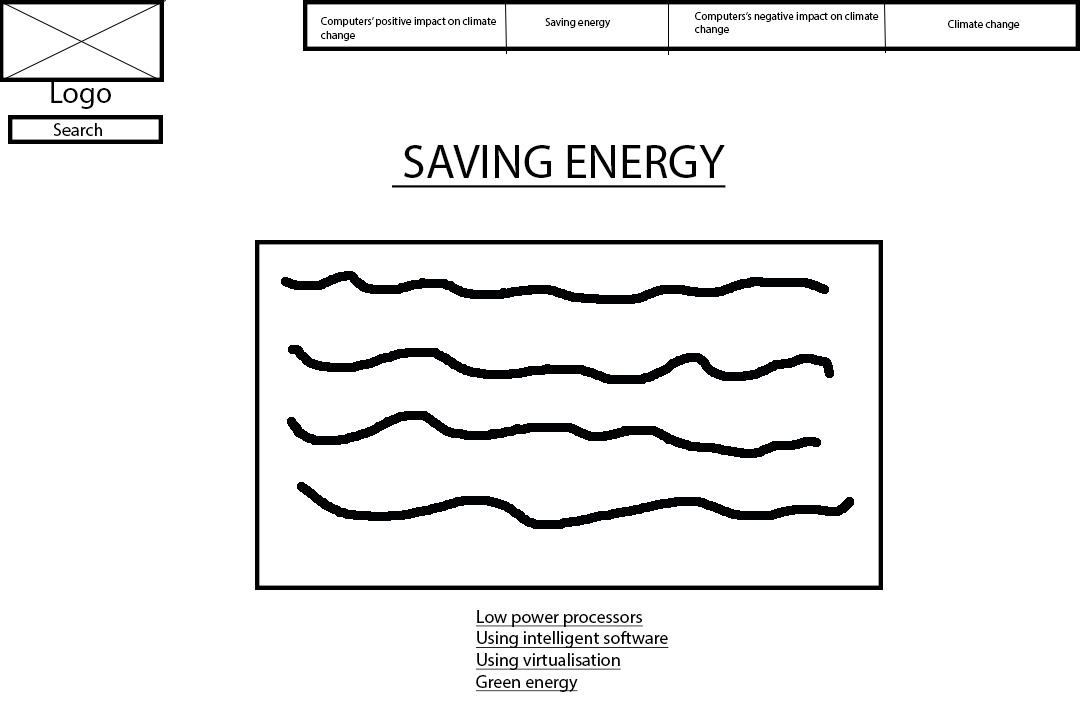 Computers' positive impact on climate
change
Saving energy
Computers's negative impact on climate
change
Climate change
Logo
Search
SAVING ENERGY
Low power processors
Using intelligent software
Using virtualisation
Green energy